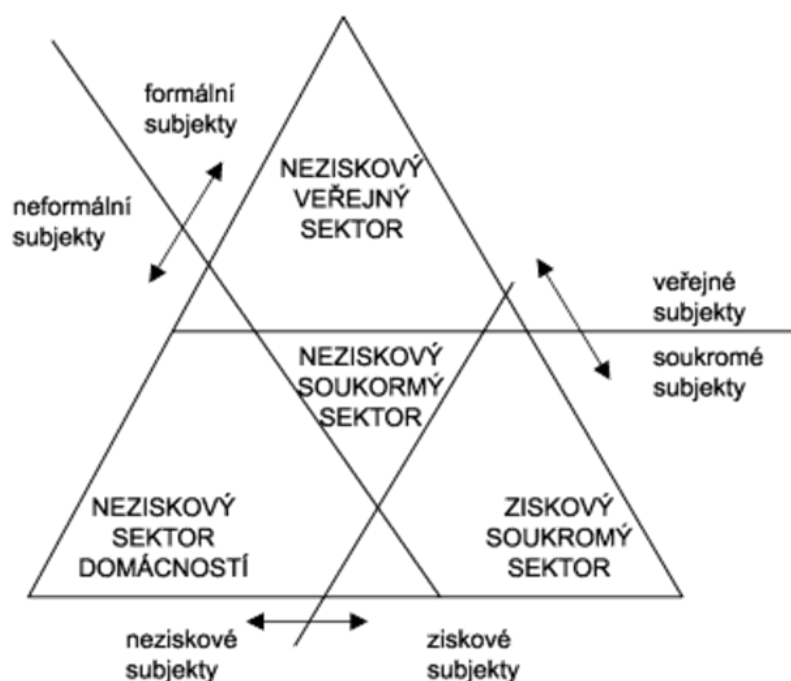 formální
subjekty
neformální
subjekty
NEZISKOVÝ
VEŘEJNÝ
SEKTOR
veřejné
subjekty
soukromé
subjekty
NEZISKOVÝ
SOUKORMÝ
SEKTOR
NEZISKOVÝ
SEKTOR
DOMÁCNOSTÍ
ZISKOVÝ
SOUKROMÝ
SEKTOR
neziskové
subjekty
ziskové
subjekty